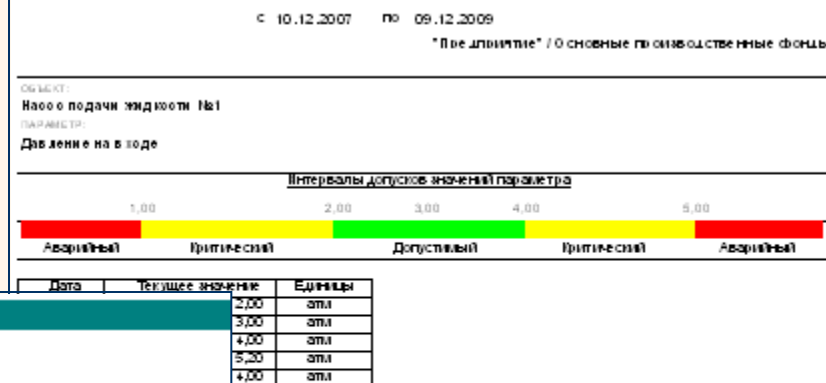 с 10.12.2007 по 09.12.2009
"Предприятие" / Основные производственные фонды
ОБЪЕКТ:
Насос подачи жидкости №1
ПАРАМЕТР:
Давление на входе
Интервалы допусков значений параметра
1,00 2,00 3,00 4,00 5,00
Аварийный Критический Допустимый Критический Аварийный
Дата Текущее значение Единицы
2,00 атм
3,00 атм
4,00 атм
5,20 атм
4,00 атм